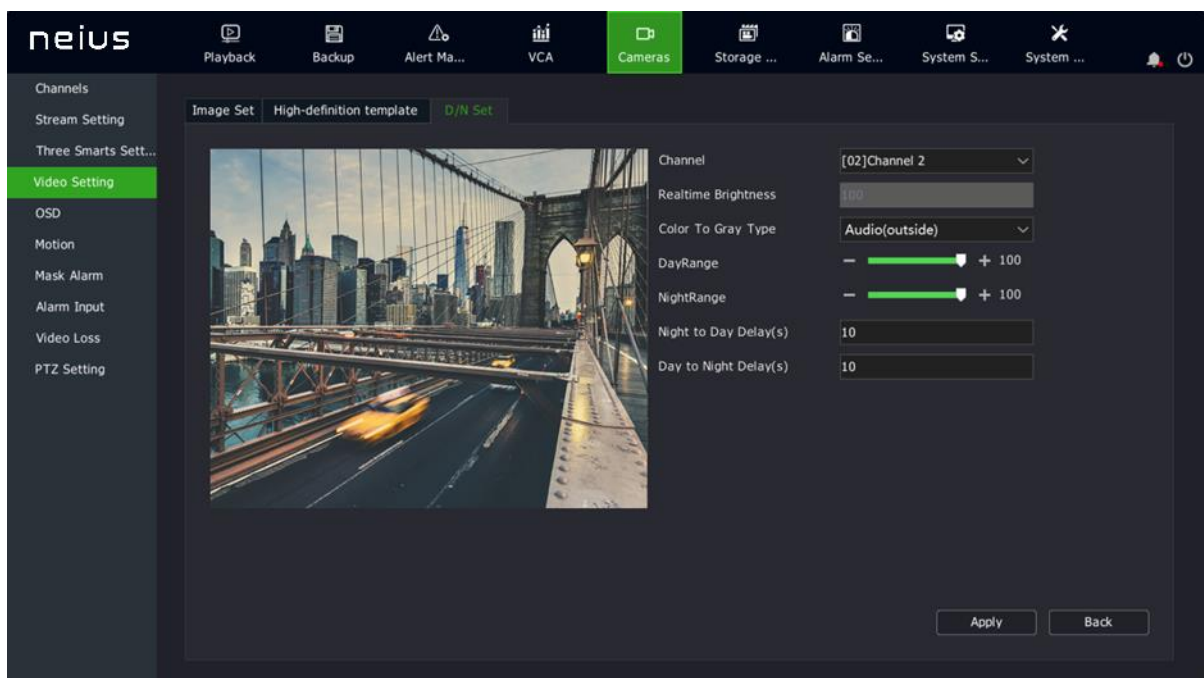 neius
Playback
Backup
Alert Ma...
VCA
Cameras
Storage ...
Alarm Se...
System S...
System ...
Channels
Stream Setting
Three Smarts Sett...
Video Setting
OSD
Motion
Mask Alarm
Alarm Input
Video Loss
PTZ Setting
Image Set
High-definition template
D/N Set
Channel
[02]Channel 2
Realtime Brightness
100
Color To Gray Type
Audio(outside)
DayRange
− + 100
NightRange
− + 100
Night to Day Delay(s)
10
Day to Night Delay(s)
10
Apply
Back